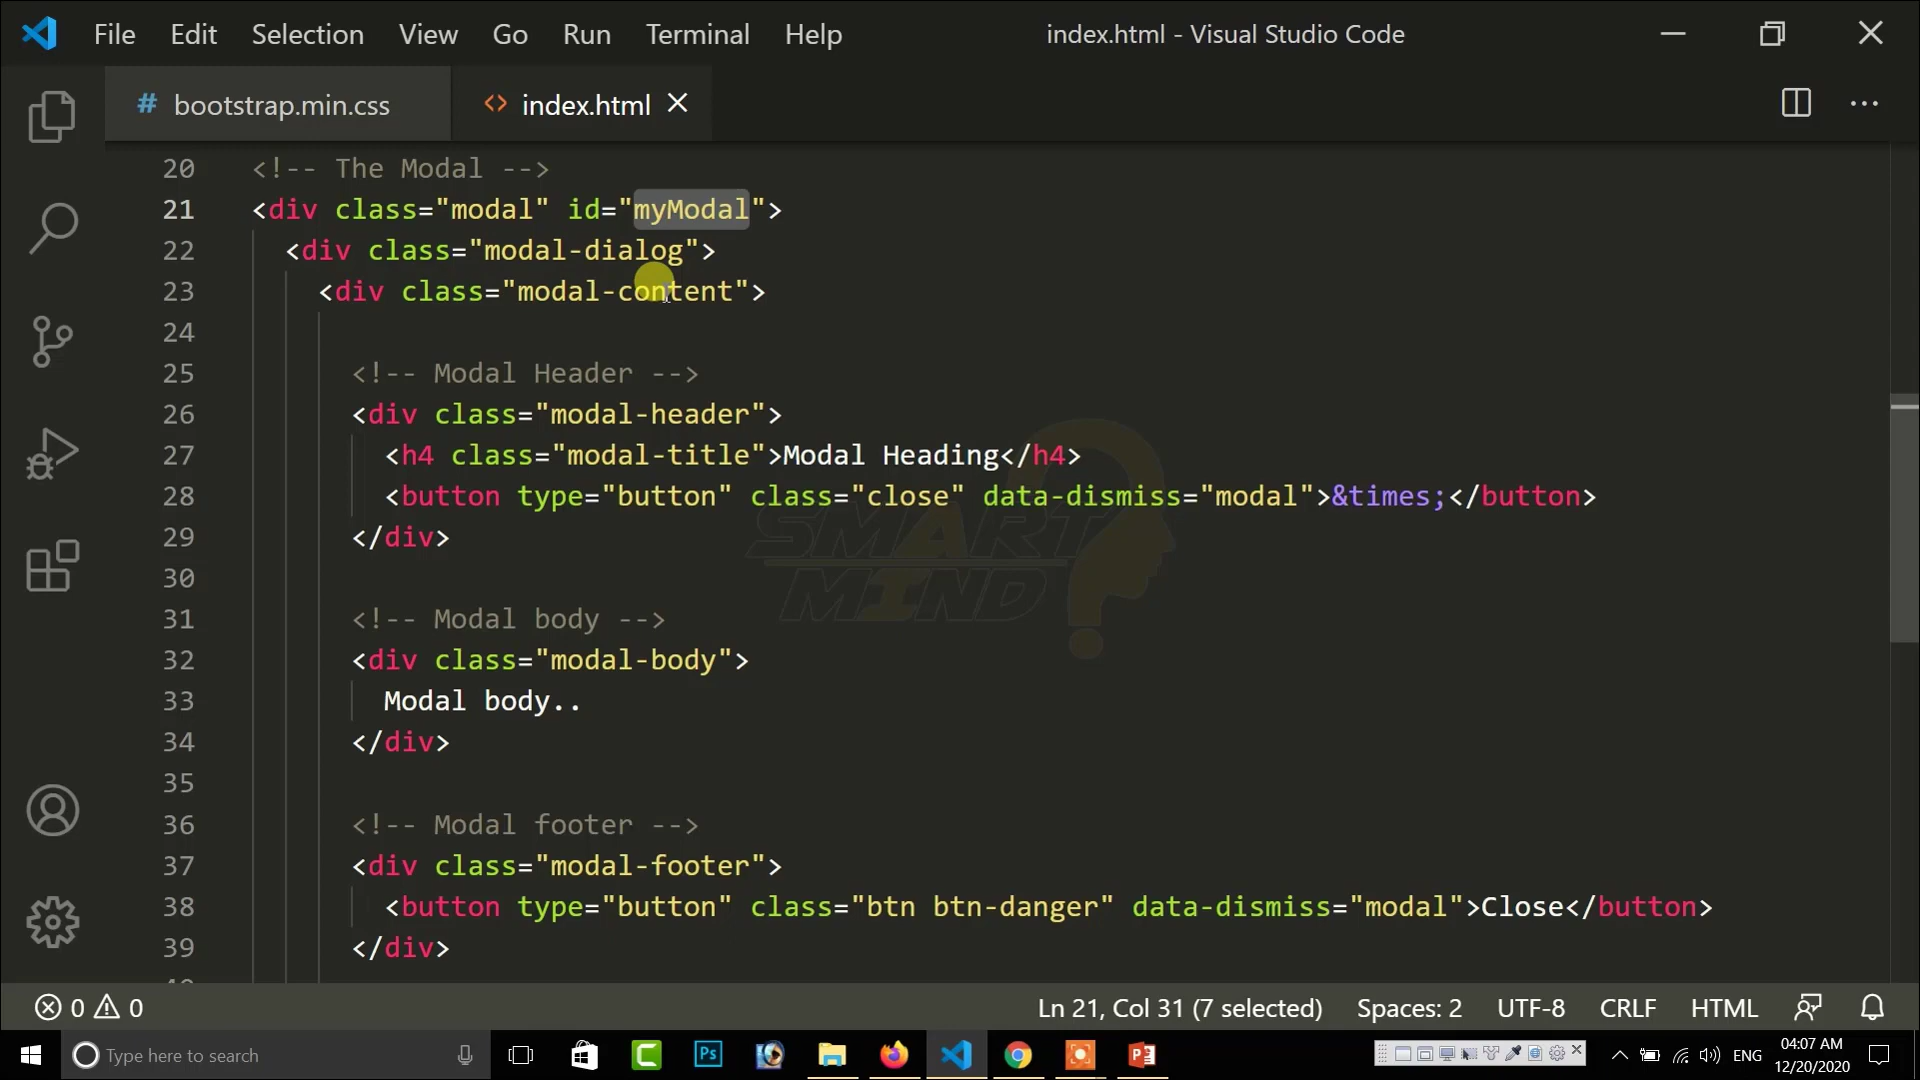 File Edit Selection View Go Run Terminal Help index.html - Visual Studio Code
# bootstrap.min.css <> index.html
20 <!-- The Modal -->
21 <div class="modal" id="myModal">
22 <div class="modal-dialog">
23 <div class="modal-content">
24
25 <!-- Modal Header -->
26 <div class="modal-header">
27 <h4 class="modal-title">Modal Heading</h4>
28 <button type="button" class="close" data-dismiss="modal">&times;</button>
29 </div>
30
31 <!-- Modal body -->
32 <div class="modal-body">
33 Modal body..
34 </div>
35
36 <!-- Modal footer -->
37 <div class="modal-footer">
38 <button type="button" class="btn btn-danger" data-dismiss="modal">Close</button>
39 </div>
SMART
MIND
0 0 Ln 21, Col 31 (7 selected) Spaces: 2 UTF-8 CRLF HTML
Type here to search Ps ENG 04:07 AM
12/20/2020